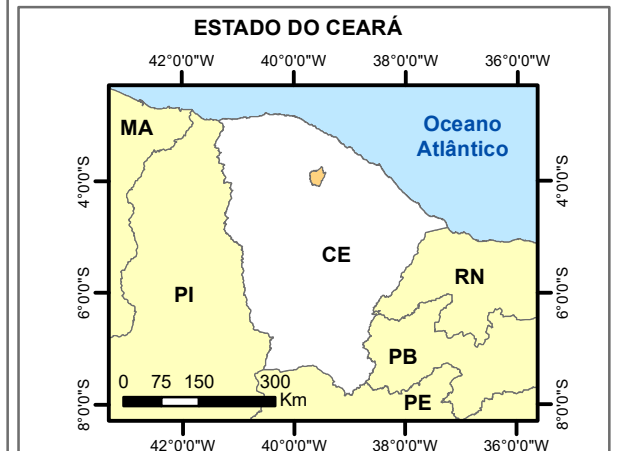 ESTADO DO CEARÁ
42°0'0"W 40°0'0"W 38°0'0"W 36°0'0"W
MA
Oceano
Atlântico
4°0'0"S 4°0'0"S
CE
RN
PI
6°0'0"S 6°0'0"S
PB
0 75 150 300
Km
PE
8°0'0"S 8°0'0"S
42°0'0"W 40°0'0"W 38°0'0"W 36°0'0"W